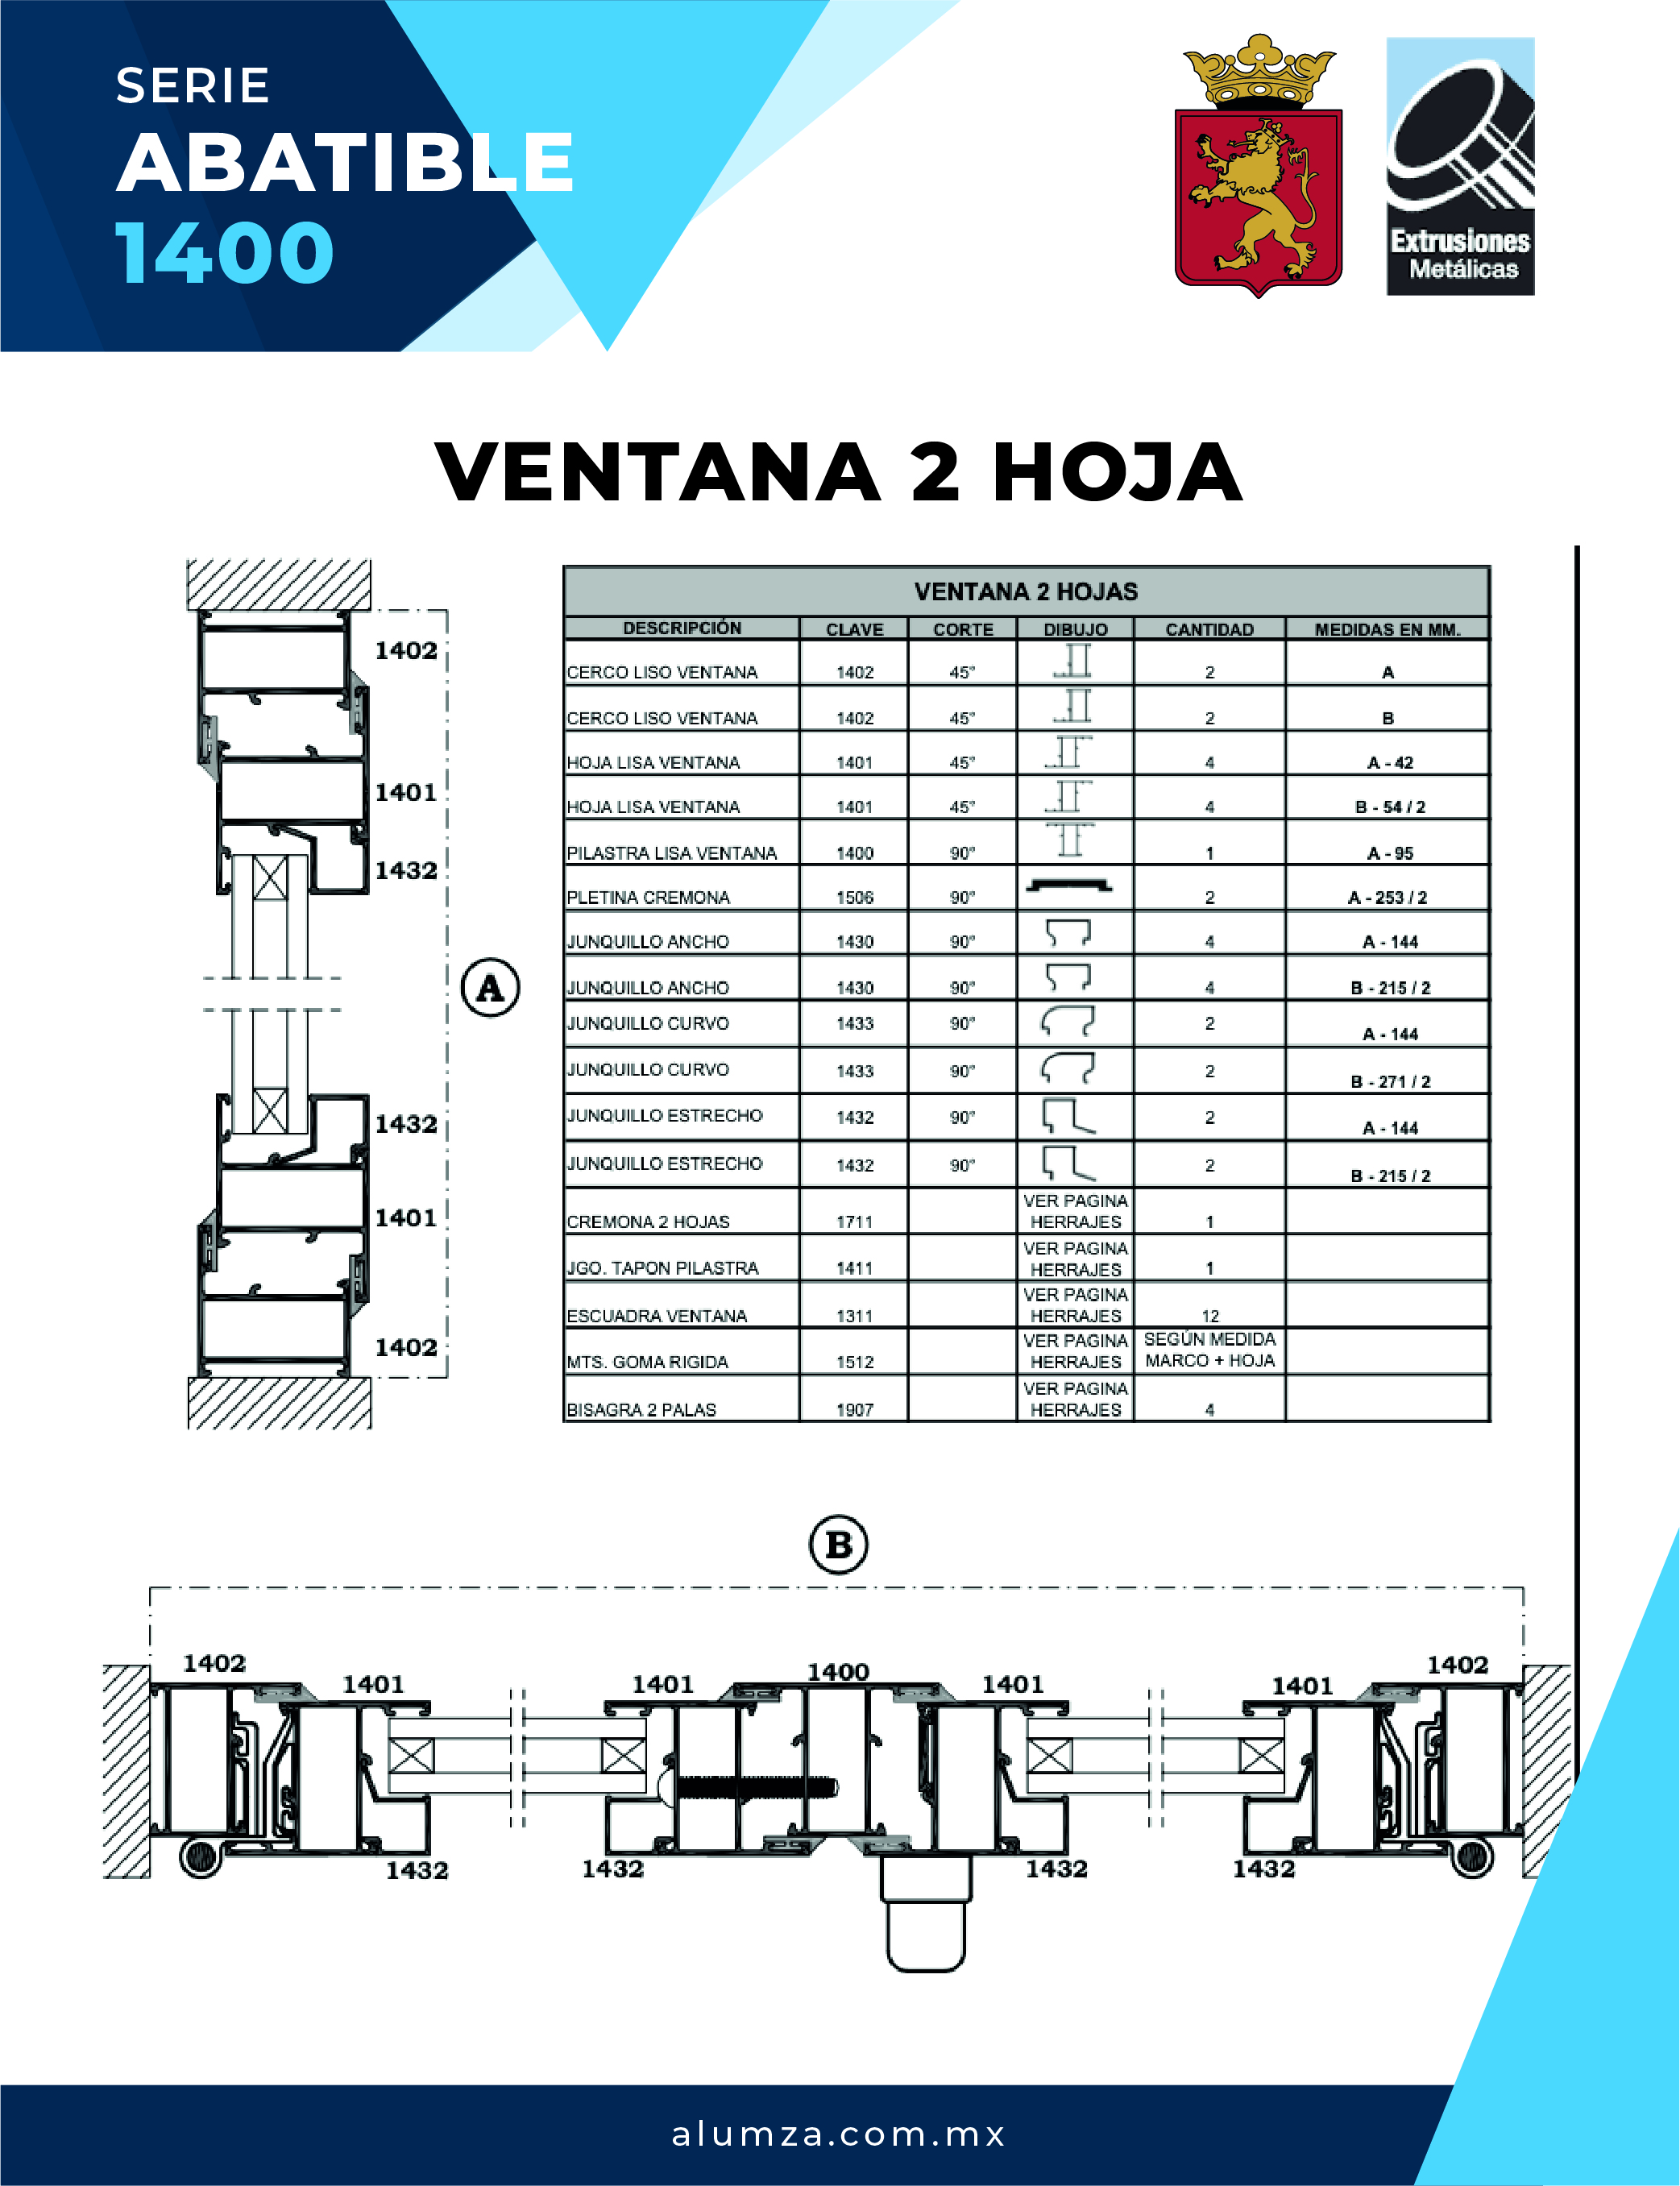 SERIE
ABATIBLE
1400
Extrusiones
Metálicas
VENTANA 2 HOJA
1402
1401
1432
A
1432
1401
1402
VENTANA 2 HOJAS
DESCRIPCIÓN CLAVE CORTE DIBUJO CANTIDAD MEDIDAS EN MM.
CERCO LISO VENTANA 1402 45° 2 A
CERCO LISO VENTANA 1402 45° 2 B
HOJA LISA VENTANA 1401 45° 4 A - 42
HOJA LISA VENTANA 1401 45° 4 B - 54 / 2
PILASTRA LISA VENTANA 1400 90° 1 A - 95
PLETINA CREMONA 1506 90° 2 A - 253 / 2
JUNQUILLO ANCHO 1430 90° 4 A - 144
JUNQUILLO ANCHO 1430 90° 4 B - 215 / 2
JUNQUILLO CURVO 1433 90° 2 A - 144
JUNQUILLO CURVO 1433 90° 2 B - 271 / 2
JUNQUILLO ESTRECHO 1432 90° 2 A - 144
JUNQUILLO ESTRECHO 1432 90° 2 B - 215 / 2
CREMONA 2 HOJAS 1711 VER PAGINA HERRAJES 1
JGO. TAPON PILASTRA 1411 VER PAGINA HERRAJES 1
ESCUADRA VENTANA 1311 VER PAGINA HERRAJES 12
MTS. GOMA RIGIDA 1512 VER PAGINA HERRAJES SEGÚN MEDIDA MARCO + HOJA
BISAGRA 2 PALAS 1907 VER PAGINA HERRAJES 4
B
1402 1401 1401 1400 1401 1401 1402
1432 1432 1432 1432
alumza.com.mx